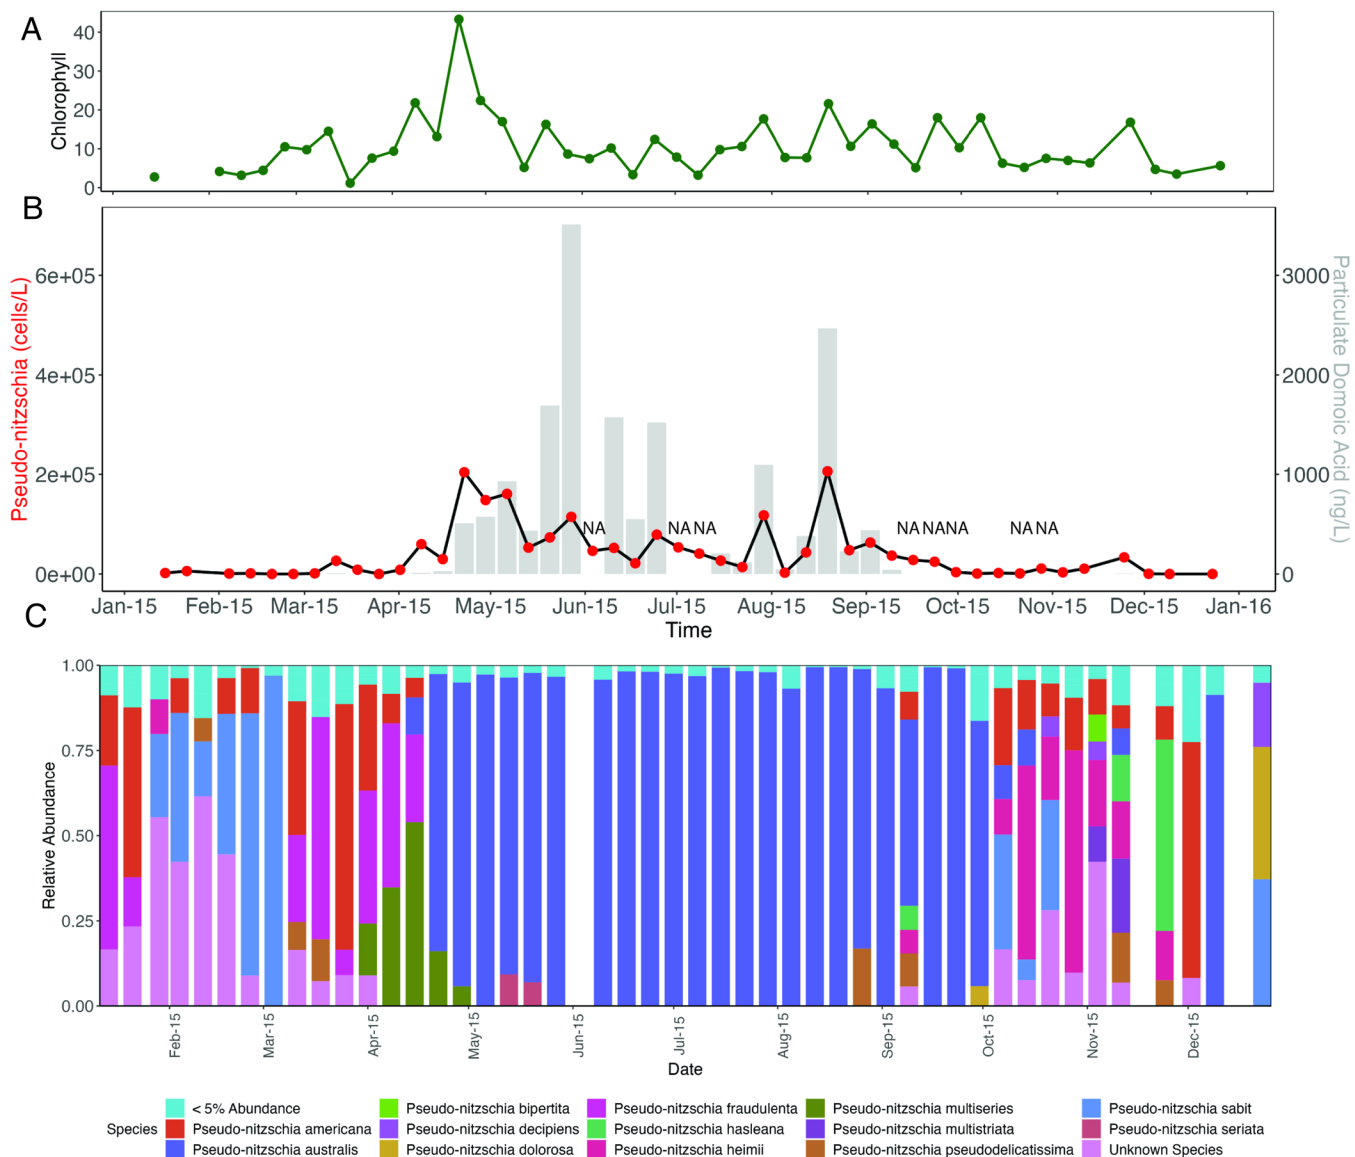 A
Chlorophyll
40
30
20
10
0
B
Pseudo-nitzschia (cells/L)
6e+05
4e+05
2e+05
0e+00
NA NA NA NA NA NA NA NA
3000
2000
1000
0
Particulate Domoic Acid (ng/L)
Jan-15 Feb-15 Mar-15 Apr-15 May-15 Jun-15 Jul-15 Aug-15 Sep-15 Oct-15 Nov-15 Dec-15 Jan-16
Time
C
Relative Abundance
1.00
0.75
0.50
0.25
0.00
Feb-15 Mar-15 Apr-15 May-15 Jun-15 Jul-15 Aug-15 Sep-15 Oct-15 Nov-15 Dec-15
Date
< 5% Abundance Pseudo-nitzschia bipertita Pseudo-nitzschia fraudulenta Pseudo-nitzschia multiseries Pseudo-nitzschia sabit
Species Pseudo-nitzschia americana Pseudo-nitzschia decipiens Pseudo-nitzschia hasleana Pseudo-nitzschia multistriata Pseudo-nitzschia seriata
Pseudo-nitzschia australis Pseudo-nitzschia dolorosa Pseudo-nitzschia heimii Pseudo-nitzschia pseudodelicatissima Unknown Species